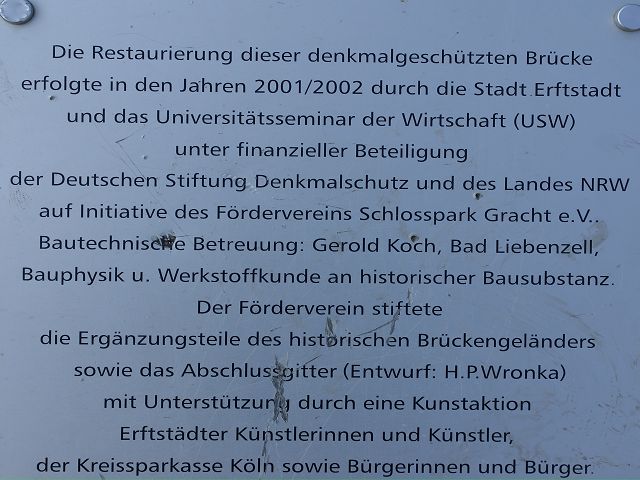 Die Restaurierung dieser denkmalgeschützten Brücke
erfolgte in den Jahren 2001/2002 durch die Stadt Erftstadt
und das Universitätsseminar der Wirtschaft (USW)
unter finanzieller Beteiligung
der Deutschen Stiftung Denkmalschutz und des Landes NRW
auf Initiative des Fördervereins Schlosspark Gracht e.V..
Bautechnische Betreuung: Gerold Koch, Bad Liebenzell,
Bauphysik u. Werkstoffkunde an historischer Bausubstanz.
Der Förderverein stiftete
die Ergänzungsteile des historischen Brückengeländers
sowie das Abschlussgitter (Entwurf: H.P.Wronka)
mit Unterstützung durch eine Kunstaktion
Erftstädter Künstlerinnen und Künstler,
der Kreissparkasse Köln sowie Bürgerinnen und Bürger.